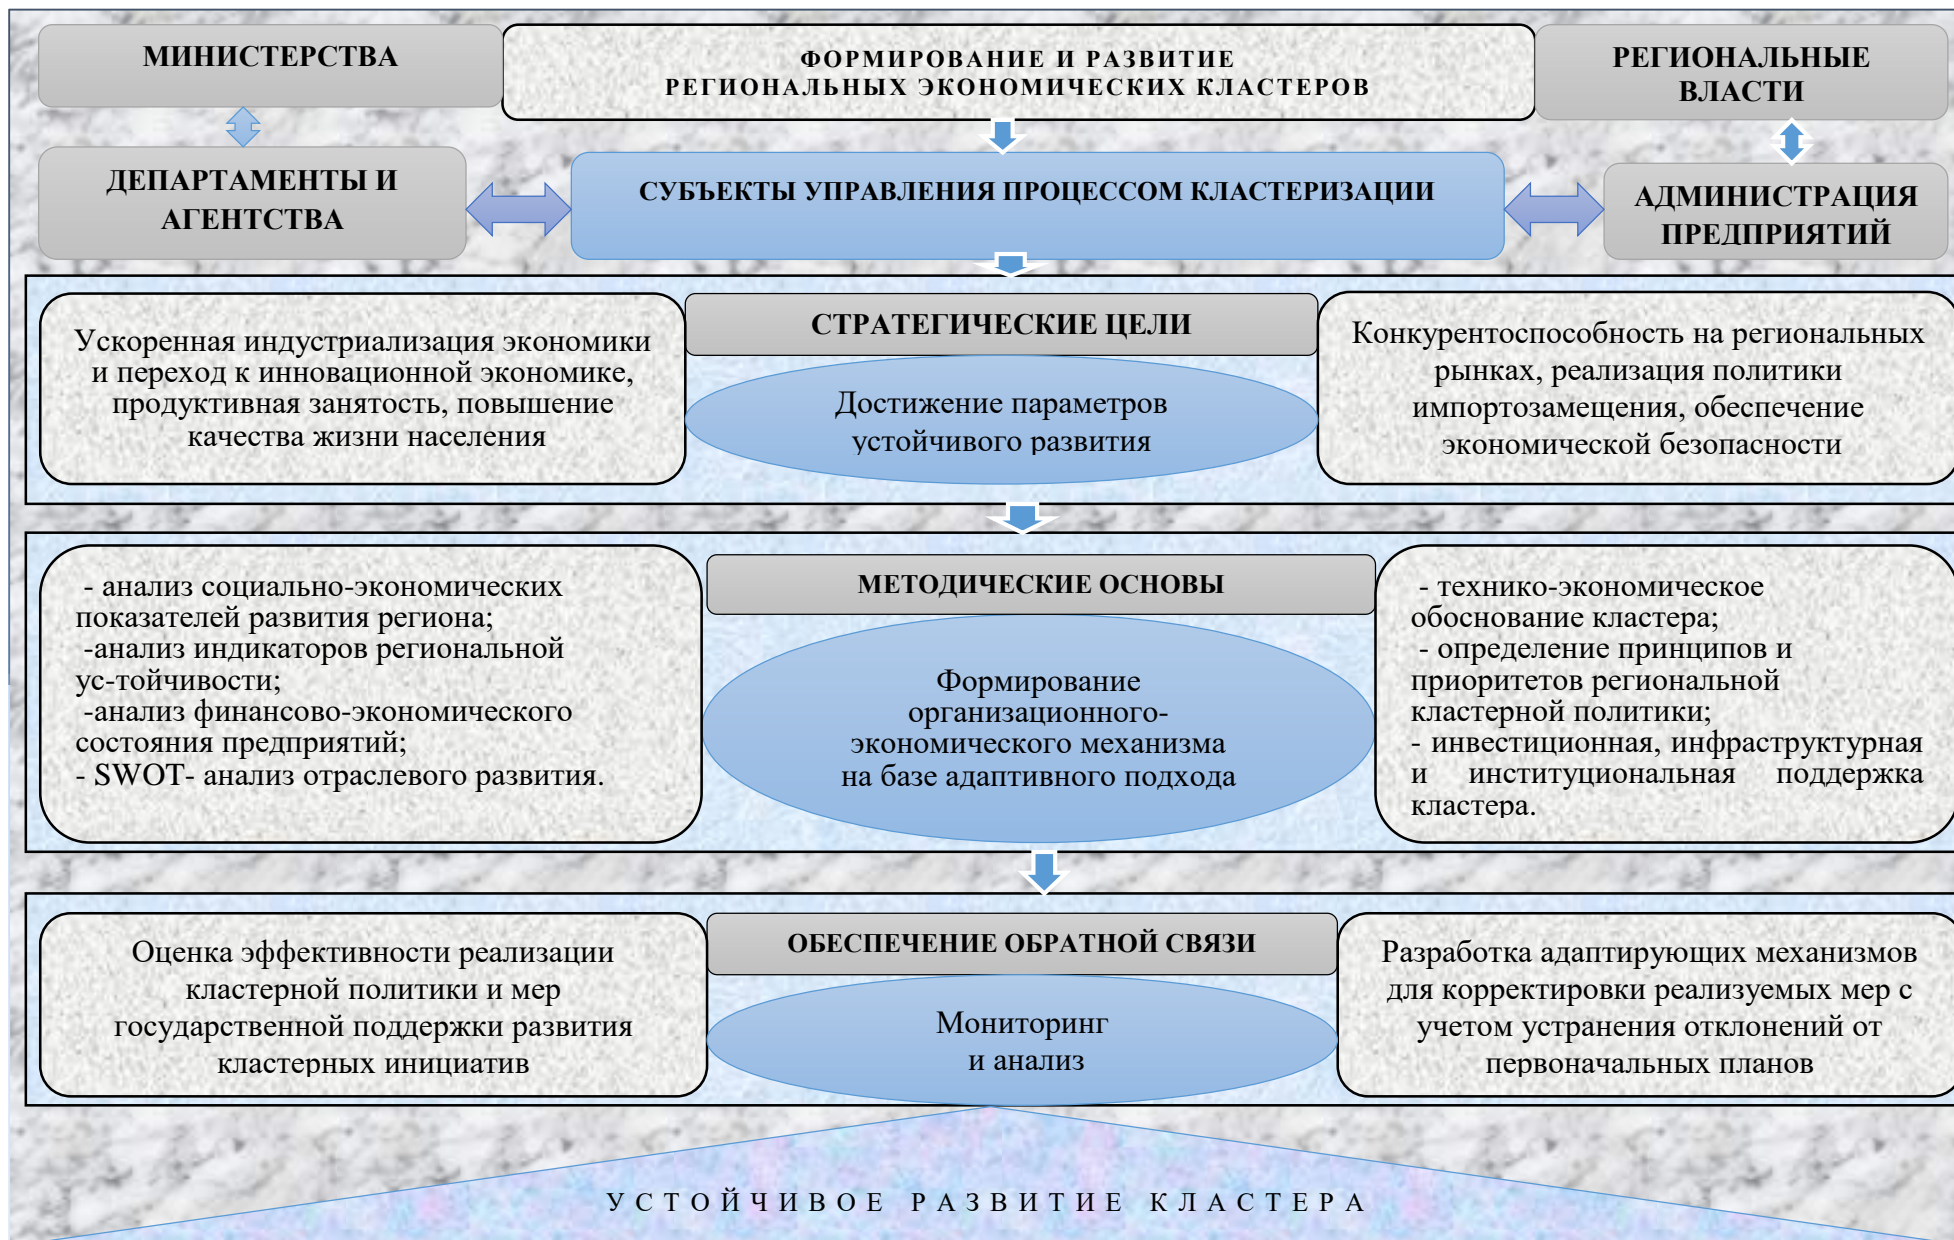 МИНИСТЕРСТВА
ФОРМИРОВАНИЕ И РАЗВИТИЕ
РЕГИОНАЛЬНЫХ ЭКОНОМИЧЕСКИХ КЛАСТЕРОВ
РЕГИОНАЛЬНЫЕ
ВЛАСТИ
ДЕПАРТАМЕНТЫ И
АГЕНТСТВА
СУБЪЕКТЫ УПРАВЛЕНИЯ ПРОЦЕССОМ КЛАСТЕРИЗАЦИИ
АДМИНИСТРАЦИЯ
ПРЕДПРИЯТИЙ
СТРАТЕГИЧЕСКИЕ ЦЕЛИ
Ускоренная индустриализация экономики
и переход к инновационной экономике,
продуктивная занятость, повышение
качества жизни населения
Достижение параметров
устойчивого развития
Конкурентоспособность на региональных
рынках, реализация политики
импортозамещения, обеспечение
экономической безопасности
МЕТОДИЧЕСКИЕ ОСНОВЫ
- анализ социально-экономических
показателей развития региона;
-анализ индикаторов региональной
ус-тойчивости;
-анализ финансово-экономического
состояния предприятий;
- SWOT- анализ отраслевого развития.
Формирование
организационного-
экономического механизма
на базе адаптивного подхода
- технико-экономическое
обоснование кластера;
- определение принципов и
приоритетов региональной
кластерной политики;
- инвестиционная, инфраструктурная
и институциональная поддержка
кластера.
ОБЕСПЕЧЕНИЕ ОБРАТНОЙ СВЯЗИ
Оценка эффективности реализации
кластерной политики и мер
государственной поддержки развития
кластерных инициатив
Мониторинг
и анализ
Разработка адаптирующих механизмов
для корректировки реализуемых мер с
учетом устранения отклонений от
первоначальных планов
УСТОЙЧИВОЕ РАЗВИТИЕ КЛАСТЕРА